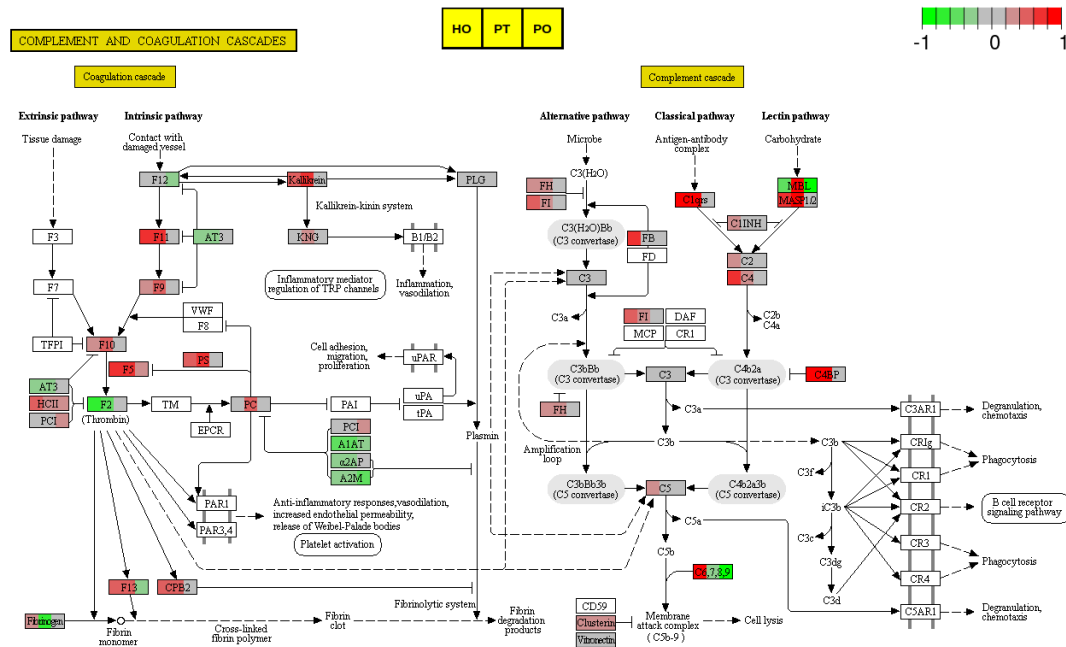 HO PT PO
-1 0 1
COMPLEMENT AND COAGULATION CASCADES
Coagulation cascade
Complement cascade
Extrinsic pathway
Intrinsic pathway
Alternative pathway
Classical pathway
Lectin pathway
Tissue damage
Contact with
damaged vessel
Microbe
Antigen-antibody
complex
Carbohydrate
F12
Kallikrein
PLG
C3(H2O)
FH
FI
C1qrs
MBL
MASP1/2
Kallikrein-kinin system
F3
F11
AT3
KNG
B1/B2
C3(H2O)Bb
(C3 convertase)
FB
FD
C1INH
F7
F9
Inflammatory mediator
regulation of TRP channels
Inflammation,
vasodilation
C3
C2
C4
VWF
F8
C3a
FI
DAF
MCP
CR1
C2b
C4a
TFPI
F10
F5
PS
Cell adhesion,
migration,
proliferation
uPAR
C3bBb
(C3 convertase)
C3
C4b2a
(C3 convertase)
C4BP
AT3
HCII
PCI
F2
(Thrombin)
TM
EPCR
PC
PAI
uPA
tPA
FH
C3a
C3AR1
Degranulation,
chemotaxis
Plasmin
PCI
A1AT
α2AP
A2M
Amplification
loop
C3b
C3b
CRIg
Phagocytosis
C3f
CR1
C3bBb3b
(C5 convertase)
C5
C4b2a3b
(C5 convertase)
iC3b
CR2
B cell receptor
signaling pathway
PAR1
PAR3,4
Anti-inflammatory responses,vasodilation,
increased endothelial permeability,
release of Weibel-Palade bodies
Platelet activation
C5a
C3c
CR3
C5b
C3dg
Phagocytosis
CR4
C3d
F13
CPB2
C6,7,8,9
Fibrinolytic system
CD59
Clusterin
Vitronectin
C5AR1
Degranulation,
chemotaxis
Fibrinogen
Fibrin
monomer
Cross-linked
fibrin polymer
Fibrin
clot
Fibrin
degradation
products
Membrane
attack complex
( C5b-9 )
Cell lysis